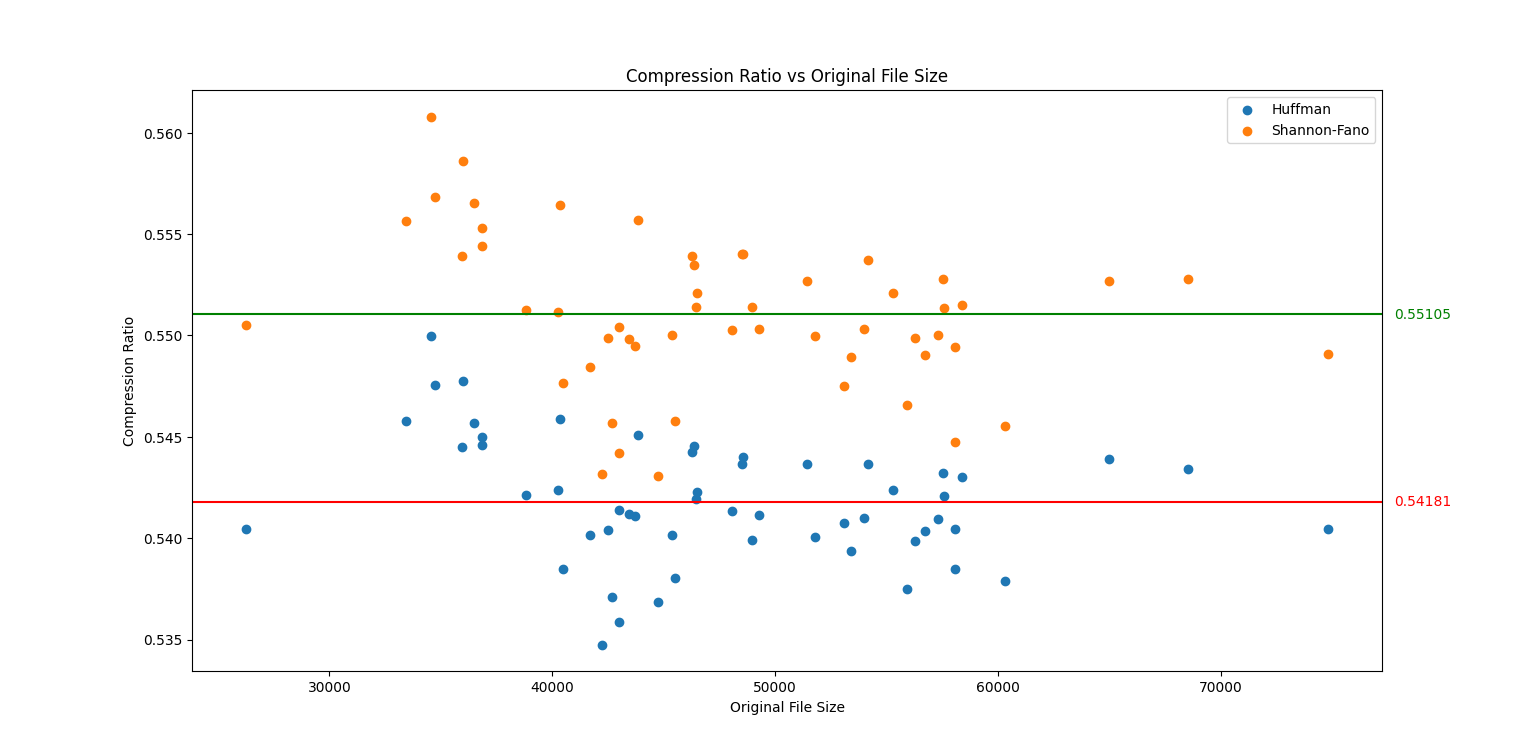 Compression Ratio vs Original File Size
Huffman
Shannon-Fano
0.560
0.555
0.550
0.545
0.540
0.535
Compression Ratio
0.55105
0.54181
30000 40000 50000 60000 70000
Original File Size